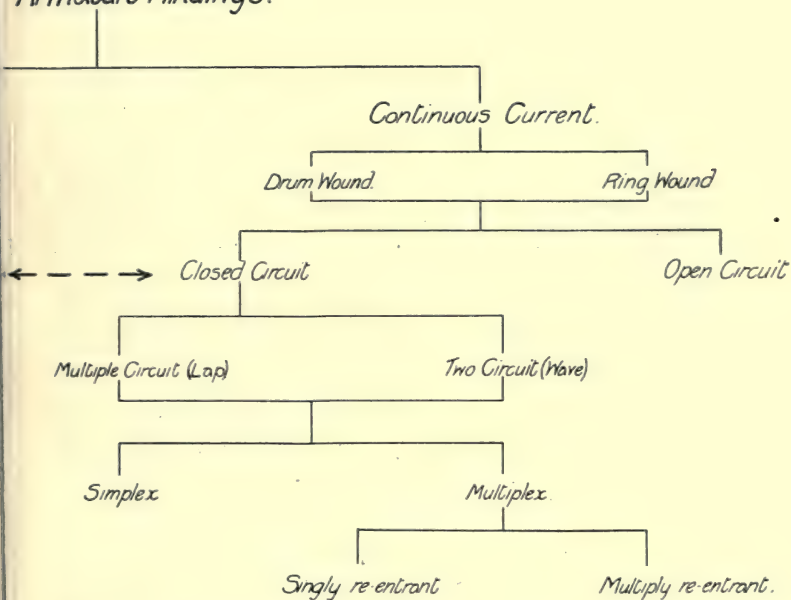 Armature Windings.
Continuous Current.
Drum Wound.
Ring Wound
Closed Circuit
Open Circuit
Multiple Circuit (Lap)
Two Circuit (Wave)
Simplex
Multiplex.
Singly re-entrant
Multiply re-entrant.